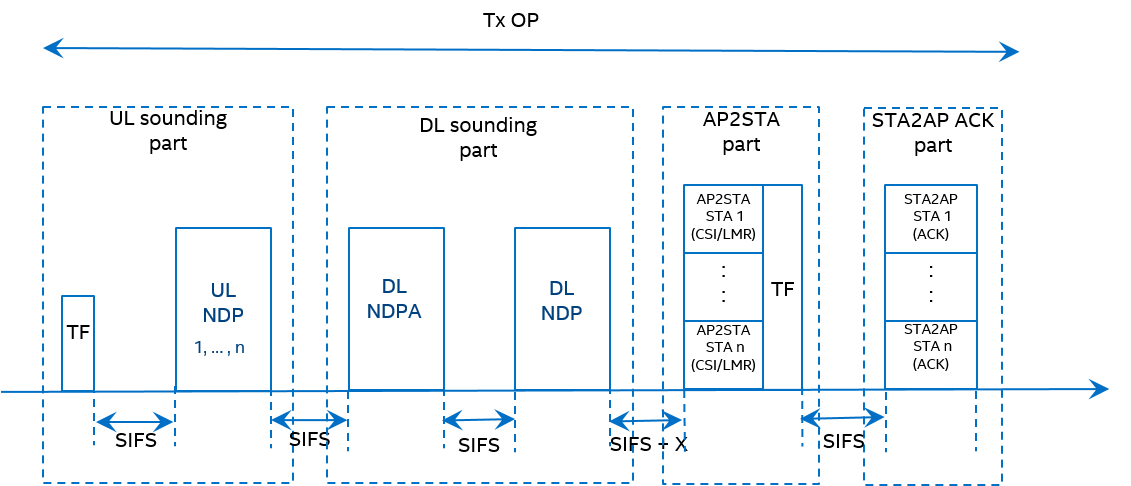 Tx OP
UL sounding
part
DL sounding
part
AP2STA
part
STA2AP ACK
part
TF
UL
NDP
1, ... , n
DL
NDPA
DL
NDP
AP2STA
STA 1
(CSI/LMR)
:
:
AP2STA
STA n
(CSI/LMR)
TF
STA2AP
STA 1
(ACK)
:
:
STA2AP
STA n
(ACK)
SIFS
SIFS
SIFS
SIFS + X
SIFS